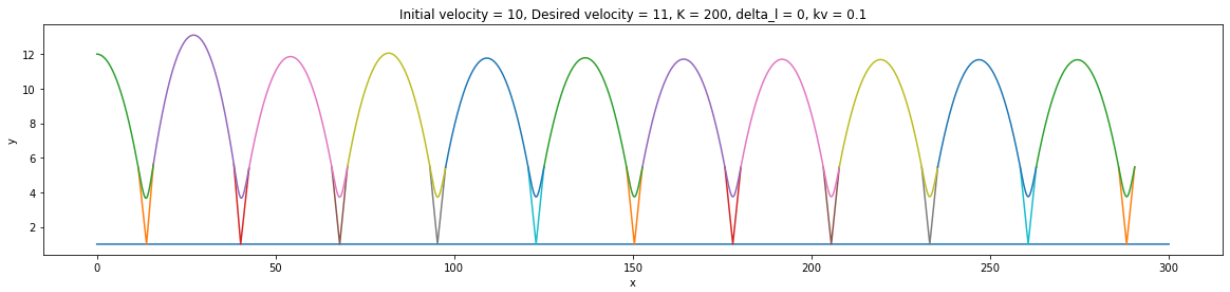 Initial velocity = 10, Desired velocity = 11, K = 200, delta_l = 0, kv = 0.1
12
10
8
6
4
2
y
0 50 100 150 200 250 300
x